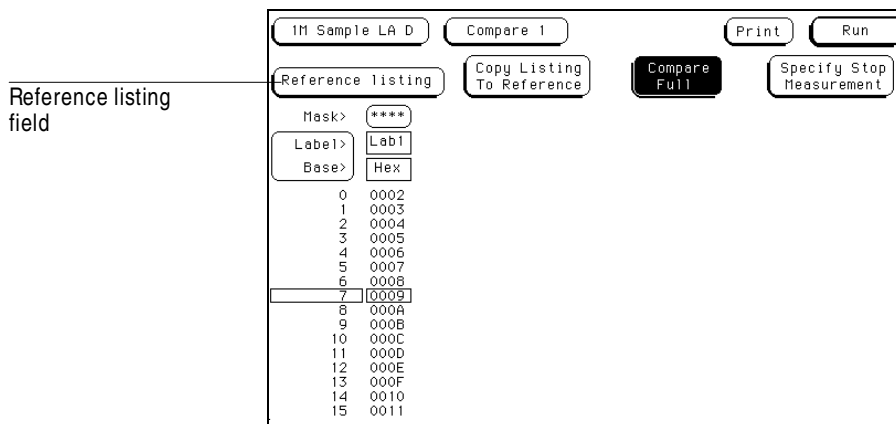 1M Sample LA D Compare 1 Print Run
Reference listing Copy Listing To Reference Compare Full Specify Stop Measurement
Reference listing field
Mask> ****
Label> Lab1
Base> Hex
0 0002
1 0003
2 0004
3 0005
4 0006
5 0007
6 0008
7 0009
8 000A
9 000B
10 000C
11 000D
12 000E
13 000F
14 0010
15 0011